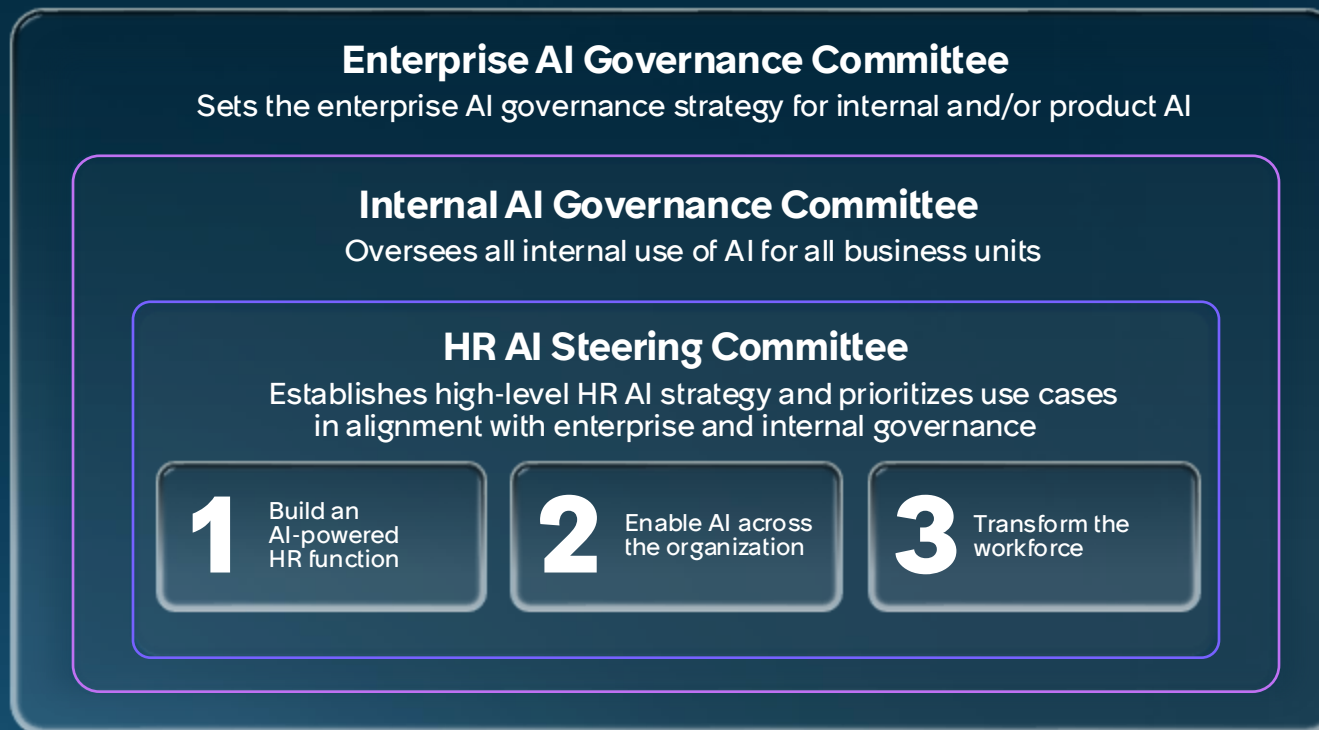 Enterprise AI Governance Committee
Sets the enterprise AI governance strategy for internal and/or product AI
Internal AI Governance Committee
Oversees all internal use of AI for all business units
HR AI Steering Committee
Establishes high-level HR AI strategy and prioritizes use cases
in alignment with enterprise and internal governance
1
Build an
AI-powered
HR function
2
Enable AI across
the organization
3
Transform the
workforce